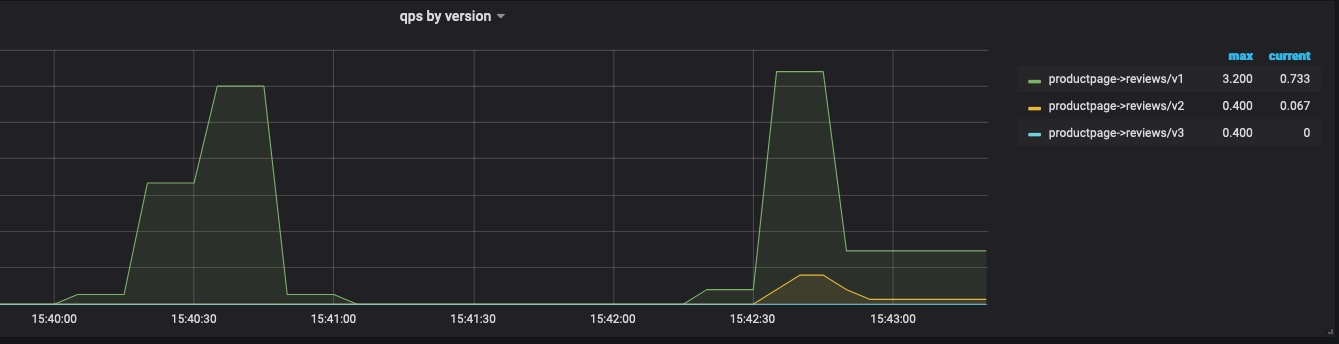 qps by version
max current
productpage->reviews/v1 3.200 0.733
productpage->reviews/v2 0.400 0.067
productpage->reviews/v3 0.400 0
15:40:00 15:40:30 15:41:00 15:41:30 15:42:00 15:42:30 15:43:00